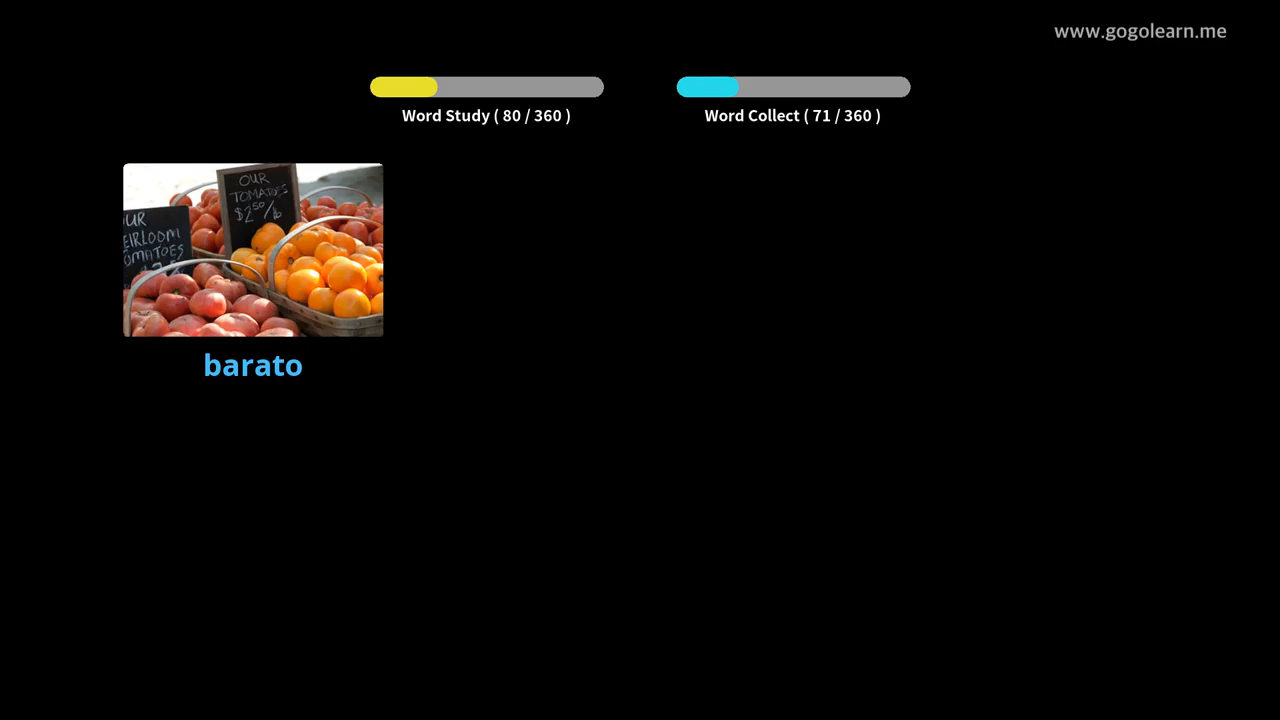 www.gogolearn.me
Word Study ( 80 / 360 )
Word Collect ( 71 / 360 )
OUR
TOMATOES
$2.50/lb
UR
EIRLOOM
OMATOES
barato